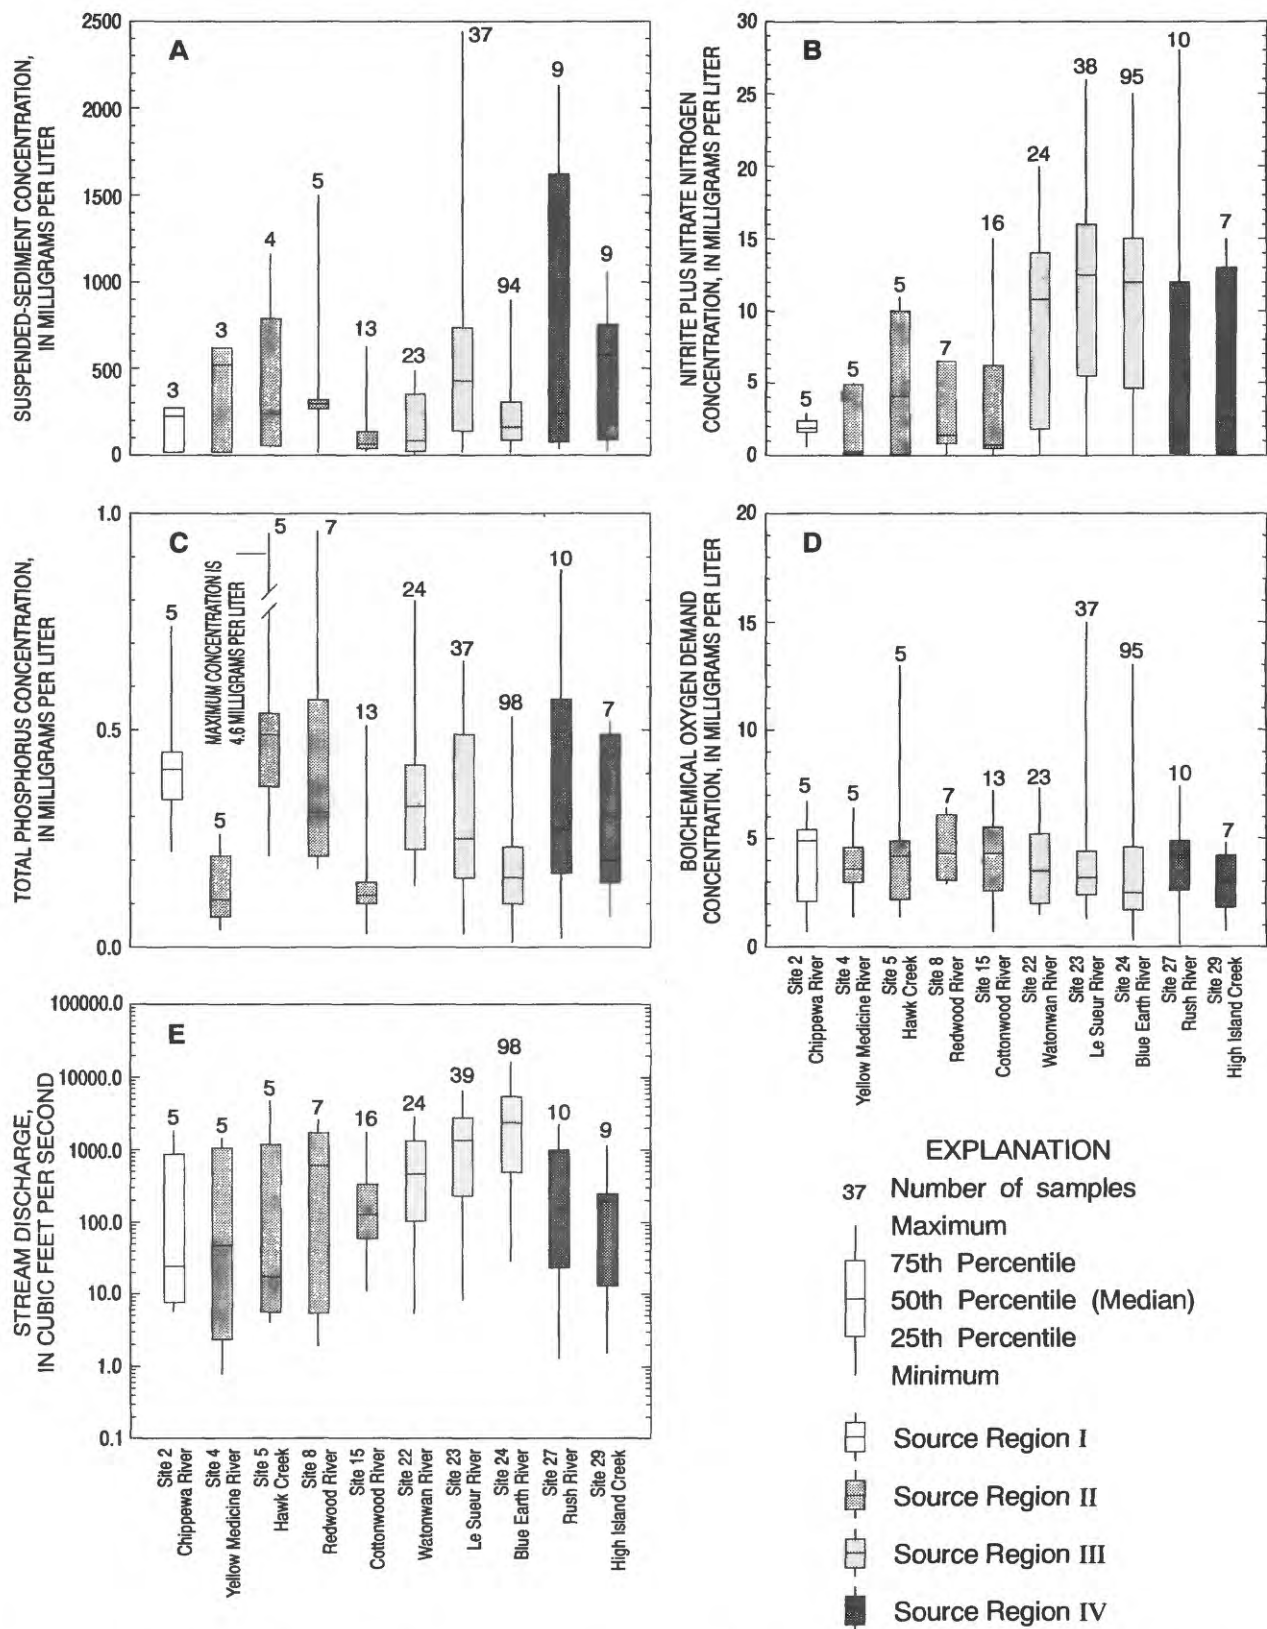 A
SUSPENDED-SEDIMENT CONCENTRATION,
IN MILLIGRAMS PER LITER
2500
2000
1500
1000
500
0
3
3
4
5
13
23
37
94
9
9
B
NITRITE PLUS NITRATE NITROGEN
CONCENTRATION, IN MILLIGRAMS PER LITER
30
25
20
15
10
5
0
5
5
5
7
16
24
38
95
10
7
C
TOTAL PHOSPHORUS CONCENTRATION,
IN MILLIGRAMS PER LITER
1.0
0.5
0.0
MAXIMUM CONCENTRATION IS
4.6 MILLIGRAMS PER LITER
5
5
5
7
13
24
37
98
10
7
D
BOICHEMICAL OXYGEN DEMAND
CONCENTRATION, IN MILLIGRAMS PER LITER
20
15
10
5
0
5
5
5
7
13
23
37
95
10
7
Site 2
Chippewa River
Site 4
Yellow Medicine River
Site 5
Hawk Creek
Site 8
Redwood River
Site 15
Cottonwood River
Site 22
Watonwan River
Site 23
Le Sueur River
Site 24
Blue Earth River
Site 27
Rush River
Site 29
High Island Creek
E
STREAM DISCHARGE,
IN CUBIC FEET PER SECOND
100000.0
10000.0
1000.0
100.0
10.0
1.0
0.1
5
5
5
7
16
24
39
98
10
9
Site 2
Chippewa River
Site 4
Yellow Medicine River
Site 5
Hawk Creek
Site 8
Redwood River
Site 15
Cottonwood River
Site 22
Watonwan River
Site 23
Le Sueur River
Site 24
Blue Earth River
Site 27
Rush River
Site 29
High Island Creek
EXPLANATION
37 Number of samples
Maximum
75th Percentile
50th Percentile (Median)
25th Percentile
Minimum
Source Region I
Source Region II
Source Region III
Source Region IV